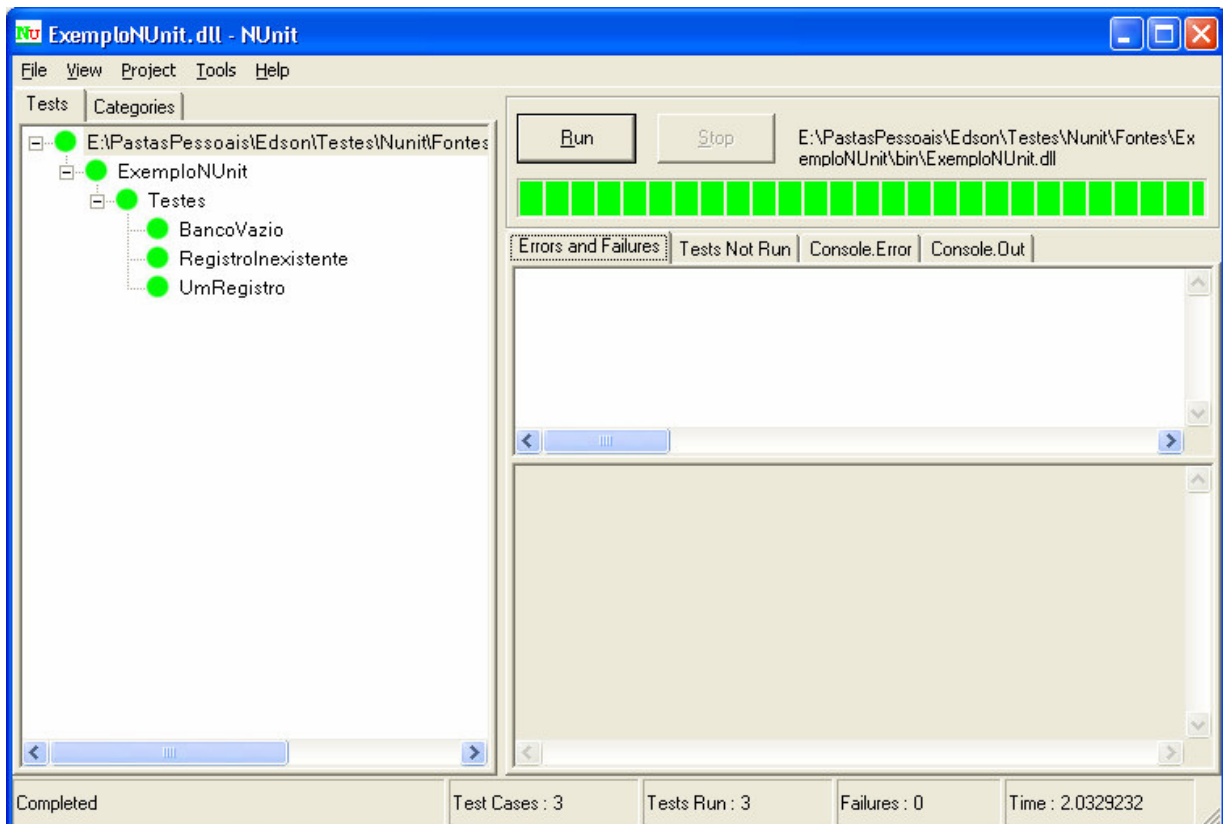 NU ExemploNUnit.dll - NUnit
File View Project Tools Help
Tests Categories
E:\PastasPessoais\Edson\Testes\Nunit\Fontes
ExemploNUnit
Testes
BancoVazio
RegistroInexistente
UmRegistro
Run Stop
E:\PastasPessoais\Edson\Testes\Nunit\Fontes\Ex
emploNUnit\bin\ExemploNUnit.dll
Errors and Failures Tests Not Run Console.Error Console.Out
Completed Test Cases : 3 Tests Run : 3 Failures : 0 Time : 2.0329232